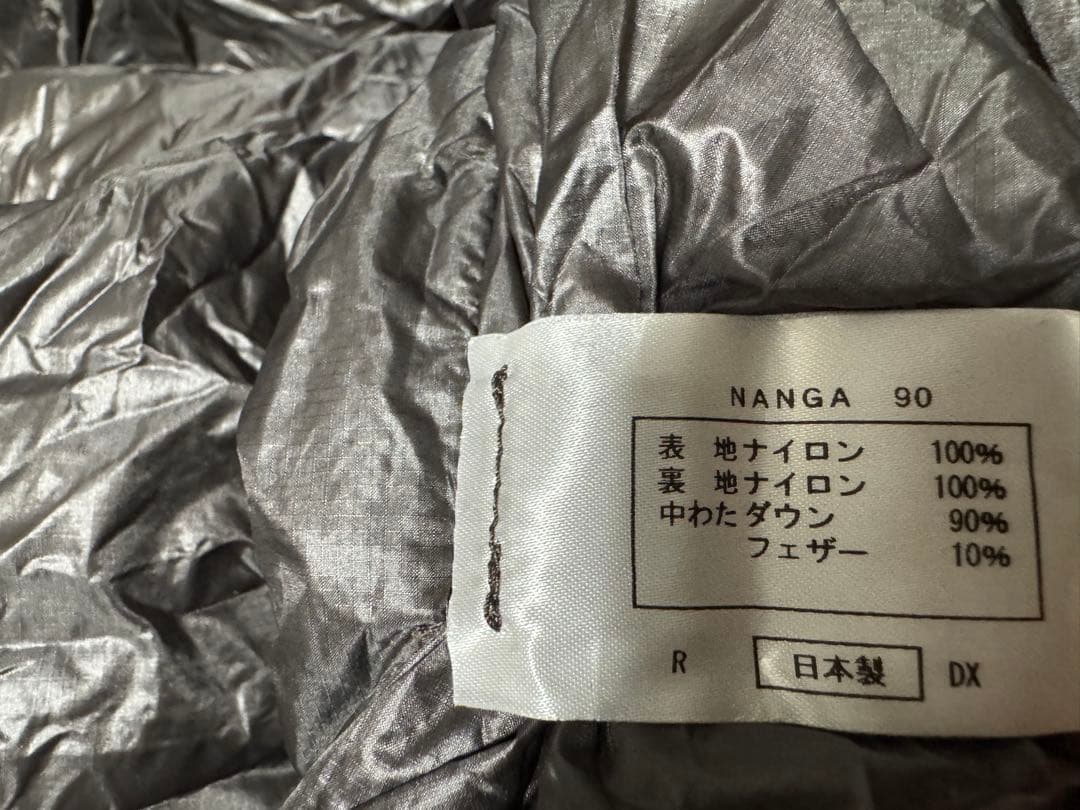 NANGA 90
表 地ナイロン 100%
裏 地ナイロン 100%
中わたダウン 90%
フェザー 10%
R 日本製 DX